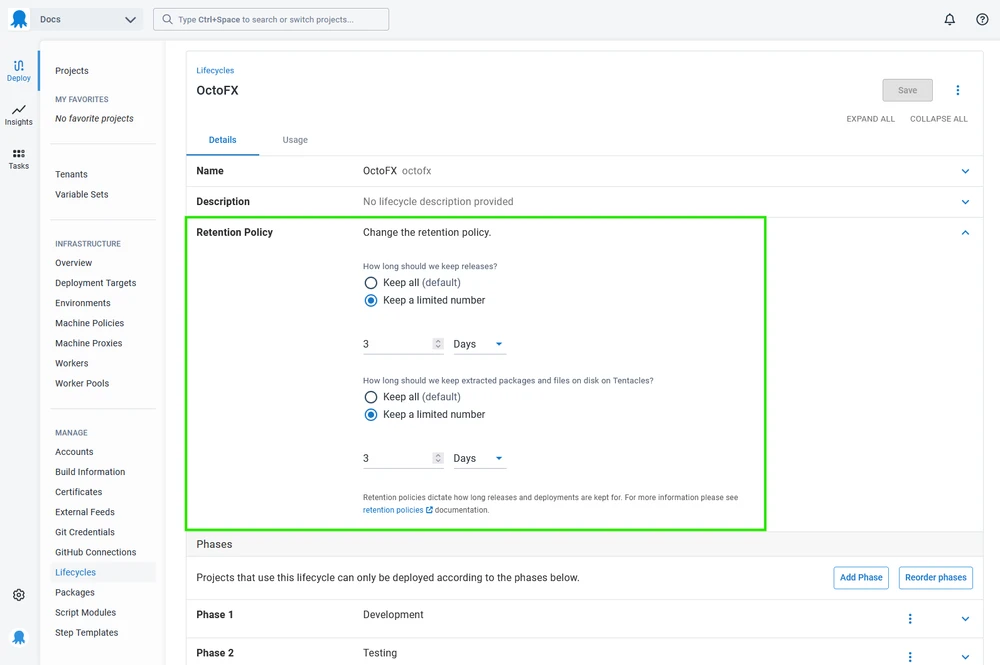 Docs
Type Ctrl+Space to search or switch projects...
Deploy
Insights
Tasks
Projects
MY FAVORITES
No favorite projects
Tenants
Variable Sets
INFRASTRUCTURE
Overview
Deployment Targets
Environments
Machine Policies
Machine Proxies
Workers
Worker Pools
MANAGE
Accounts
Build Information
Certificates
External Feeds
Git Credentials
GitHub Connections
Lifecycles
Packages
Script Modules
Step Templates
Lifecycles
OctoFX
Save
EXPAND ALL COLLAPSE ALL
Details Usage
Name OctoFX octofx
Description No lifecycle description provided
Retention Policy Change the retention policy.
How long should we keep releases?
Keep all (default)
Keep a limited number
3 Days
How long should we keep extracted packages and files on disk on Tentacles?
Keep all (default)
Keep a limited number
3 Days
Retention policies dictate how long releases and deployments are kept for. For more information please see
retention policies documentation.
Phases
Projects that use this lifecycle can only be deployed according to the phases below. Add Phase Reorder phases
Phase 1 Development
Phase 2 Testing